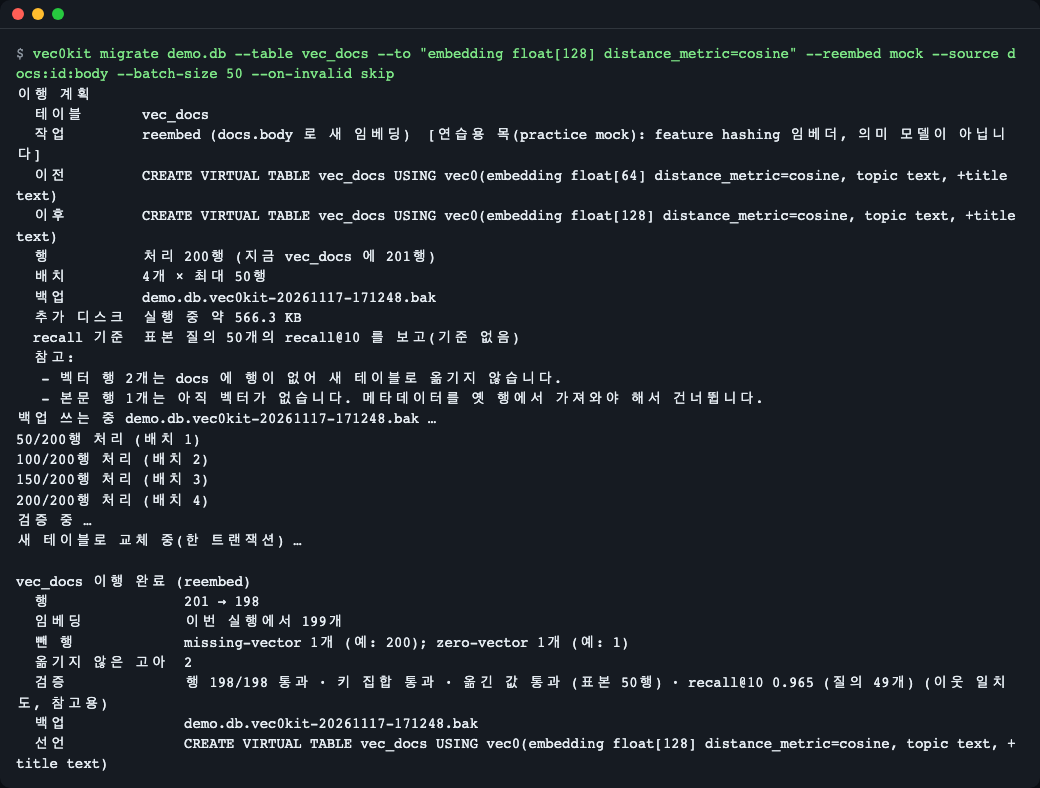 $ vec0kit migrate demo.db --table vec_docs --to "embedding float[128] distance_metric=cosine" --reembed mock --source d
ocs:id:body --batch-size 50 --on-invalid skip
이행 계획
테이블 vec_docs
작업 reembed (docs.body 로 새 임베딩) [연습용 목(practice mock): feature hashing 임베더, 의미 모델이 아닙니
다]
이전 CREATE VIRTUAL TABLE vec_docs USING vec0(embedding float[64] distance_metric=cosine, topic text, +title
text)
이후 CREATE VIRTUAL TABLE vec_docs USING vec0(embedding float[128] distance_metric=cosine, topic text, +title
text)
행 처리 200행 (지금 vec_docs 에 201행)
배치 4개 × 최대 50행
백업 demo.db.vec0kit-20261117-171248.bak
추가 디스크 실행 중 약 566.3 KB
recall 기준 표본 질의 50개의 recall@10 를 보고(기준 없음)
참고:
- 벡터 행 2개는 docs 에 행이 없어 새 테이블로 옮기지 않습니다.
- 본문 행 1개는 아직 벡터가 없습니다. 메타데이터를 옛 행에서 가져와야 해서 건너뜁니다.
백업 쓰는 중 demo.db.vec0kit-20261117-171248.bak …
50/200행 처리 (배치 1)
100/200행 처리 (배치 2)
150/200행 처리 (배치 3)
200/200행 처리 (배치 4)
검증 중 …
새 테이블로 교체 중(한 트랜잭션) …
vec_docs 이행 완료 (reembed)
행 201 → 198
임베딩 이번 실행에서 199개
뺀 행 missing-vector 1개 (예: 200); zero-vector 1개 (예: 1)
옮기지 않은 고아 2
검증 행 198/198 통과 · 키 집합 통과 · 옮긴 값 통과 (표본 50행) · recall@10 0.965 (질의 49개) (이웃 일치
도, 참고용)
백업 demo.db.vec0kit-20261117-171248.bak
선언 CREATE VIRTUAL TABLE vec_docs USING vec0(embedding float[128] distance_metric=cosine, topic text, +
title text)